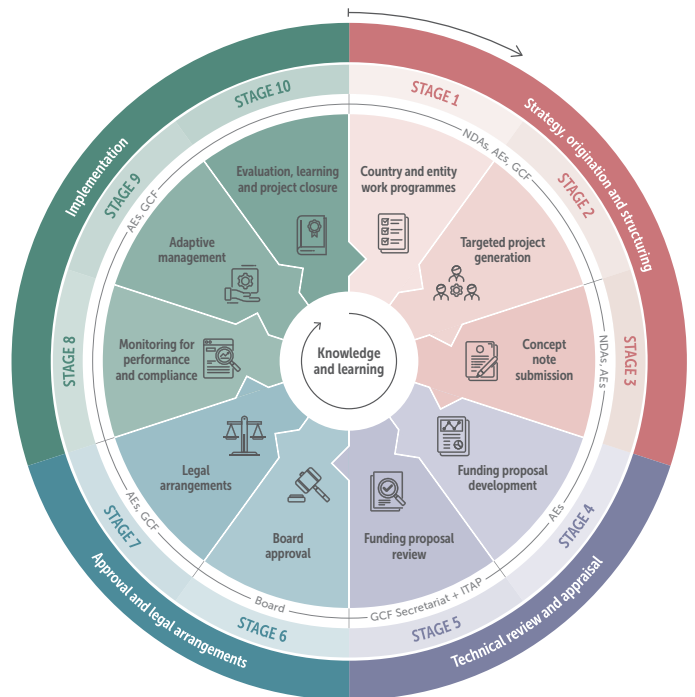 STAGE 1
STAGE 2
STAGE 3
STAGE 4
STAGE 5
STAGE 6
STAGE 7
STAGE 8
STAGE 9
STAGE 10
Strategy, origination and structuring
Technical review and appraisal
Approval and legal arrangements
Implementation
NDAs, AEs, GCF
NDAs, AEs
AEs
GCF Secretariat + ITAP
Board
AEs, GCF
AEs, GCF
Country and entity
work programmes
Targeted project
generation
Concept
note
submission
Funding proposal
development
Funding proposal
review
Board
approval
Legal
arrangements
Monitoring for
performance
and compliance
Adaptive
management
Evaluation, learning
and project closure
Knowledge
and learning